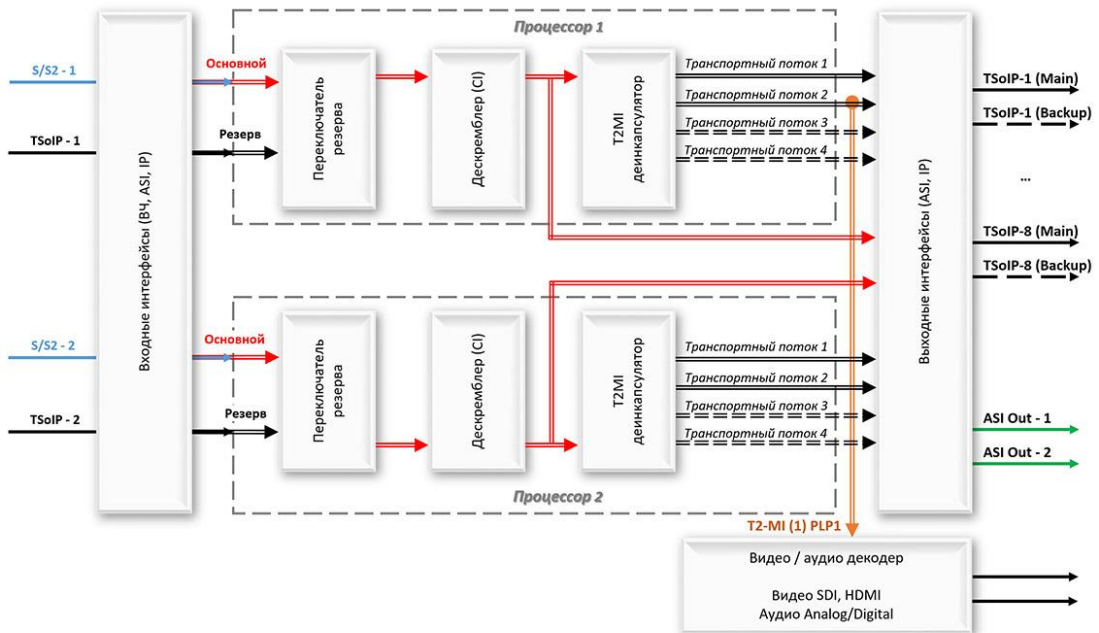 Процессор 1
S/S2 - 1
TSoIP - 1
S/S2 - 2
TSoIP - 2
Входные интерфейсы (ВЧ, ASI, IP)
Основной
Резерв
Переключатель
резерва
Дескремблер (CI)
T2MI
деинкапсулятор
Транспортный поток 1
Транспортный поток 2
Транспортный поток 3
Транспортный поток 4
Основной
Резерв
Переключатель
резерва
Дескремблер (CI)
T2MI
деинкапсулятор
Транспортный поток 1
Транспортный поток 2
Транспортный поток 3
Транспортный поток 4
Процессор 2
Выходные интерфейсы (ASI, IP)
TSoIP-1 (Main)
TSoIP-1 (Backup)
...
TSoIP-8 (Main)
TSoIP-8 (Backup)
ASI Out - 1
ASI Out - 2
T2-MI (1) PLP1
Видео / аудио декодер
Видео SDI, HDMI
Аудио Analog/Digital